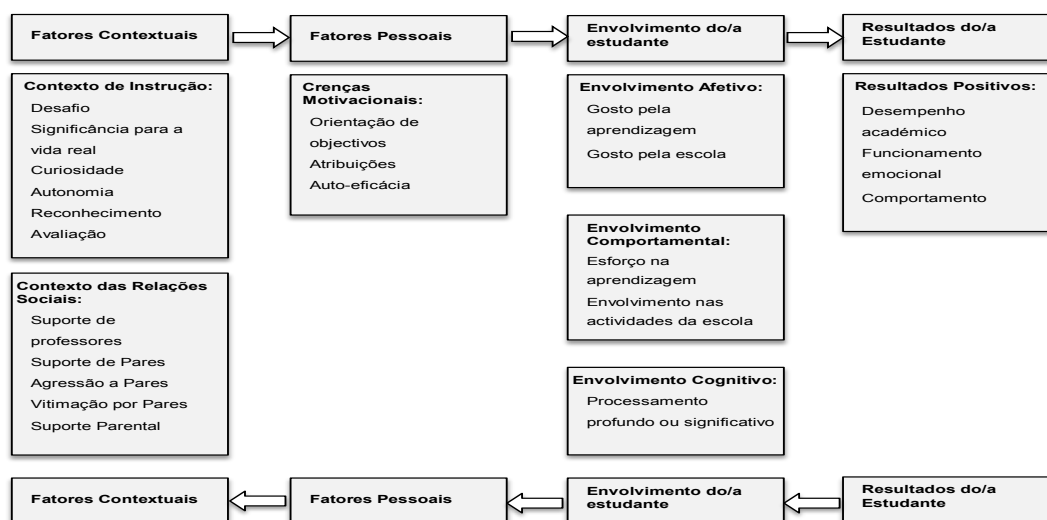 Fatores Contextuais
Fatores Pessoais
Envolvimento do/a
estudante
Resultados do/a
Estudante
Contexto de Instrução:
Desafio
Significância para a
vida real
Curiosidade
Autonomia
Reconhecimento
Avaliação
Contexto das Relações
Sociais:
Suporte de
professores
Suporte de Pares
Agressão a Pares
Vitimação por Pares
Suporte Parental
Crenças
Motivacionais:
Orientação de
objectivos
Atribuições
Auto-eficácia
Envolvimento Afetivo:
Gosto pela
aprendizagem
Gosto pela escola
Envolvimento
Comportamental:
Esforço na
aprendizagem
Envolvimento nas
actividades da escola
Envolvimento Cognitivo:
Processamento
profundo ou significativo
Resultados Positivos:
Desempenho
académico
Funcionamento
emocional
Comportamento
Fatores Contextuais
Fatores Pessoais
Envolvimento do/a
estudante
Resultados do/a
Estudante